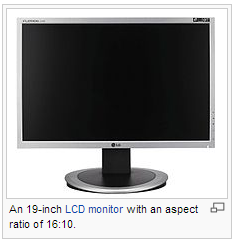 LG
An 19-inch LCD monitor with an aspect
ratio of 16:10.